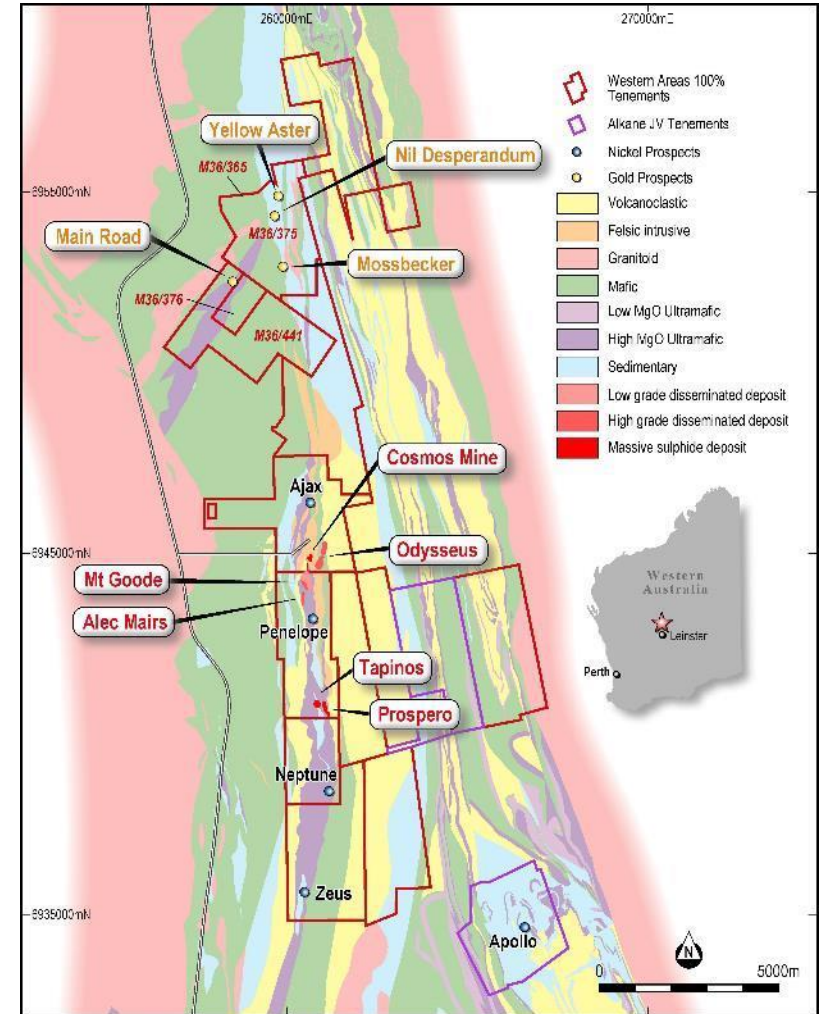 260000mE
270000mE
Western Areas 100%
Tenements
Alkane JV Tenements
Nickel Prospects
Gold Prospects
Volcanoclastic
Felsic intrusive
Granitoid
Mafic
Low MgO Ultramafic
High MgO Ultramafic
Sedimentary
Low grade disseminated deposit
High grade disseminated deposit
Massive sulphide deposit
Yellow Aster
Nil Desperandum
M36/365
6955000mN
Main Road
M36/375
Mossbecker
M36/376
M36/441
Cosmos Mine
Ajax
6945000mN
Odysseus
Mt Goode
Alec Mairs
Penelope
Tapinos
Prospero
Neptune
Zeus
6935000mN
Apollo
Western
Australia
Leinster
Perth
N
0
5000m